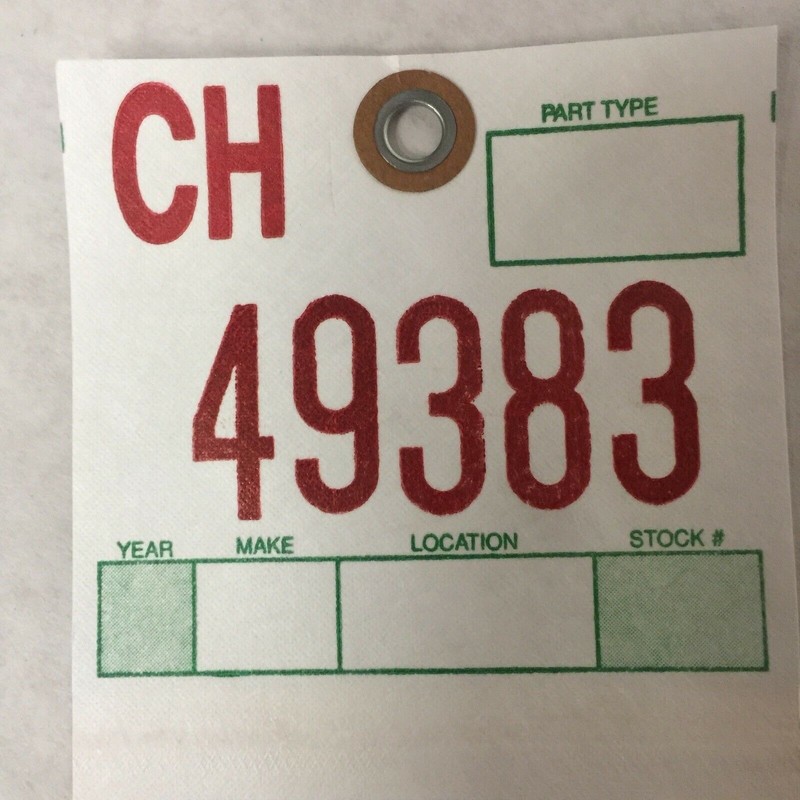 CH
PART TYPE
49383
YEAR MAKE LOCATION STOCK #